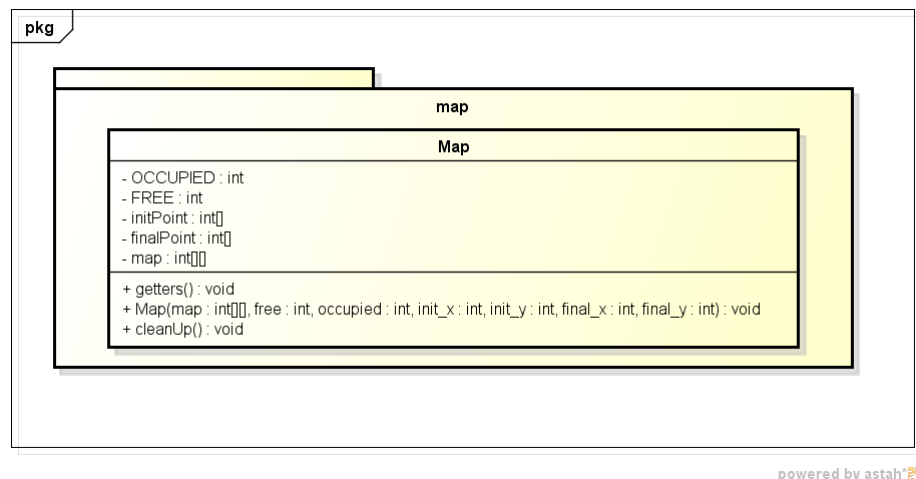 pkg
map
Map
- OCCUPIED : int
- FREE : int
- initPoint : int[]
- finalPoint : int[]
- map : int[][]
+ getters() : void
+ Map(map : int[][], free : int, occupied : int, init_x : int, init_y : int, final_x : int, final_y : int) : void
+ cleanUp() : void
powered by astah*